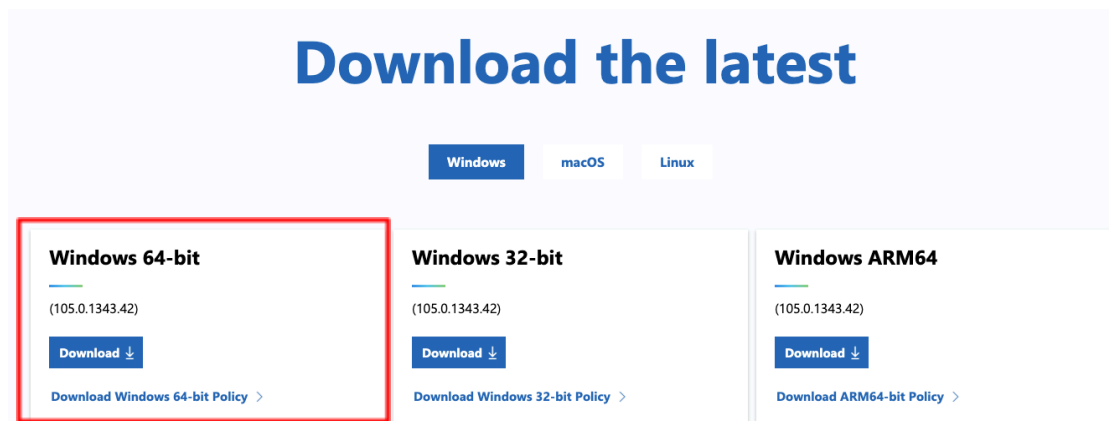 Download the latest
Windows macOS Linux
Windows 64-bit
(105.0.1343.42)
Download
Download Windows 64-bit Policy
Windows 32-bit
(105.0.1343.42)
Download
Download Windows 32-bit Policy
Windows ARM64
(105.0.1343.42)
Download
Download ARM64-bit Policy